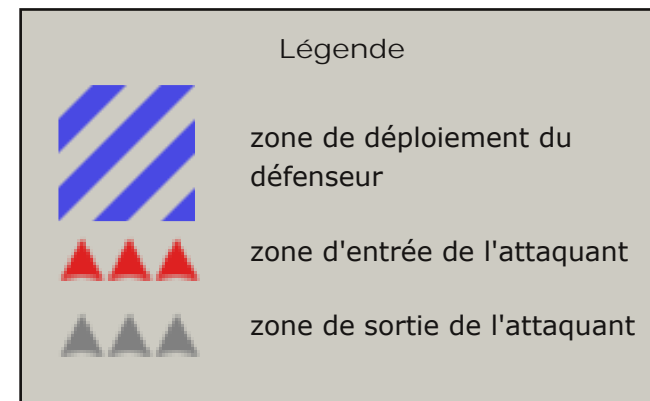 Légende
zone de déploiement du
défenseur
zone d'entrée de l'attaquant
zone de sortie de l'attaquant